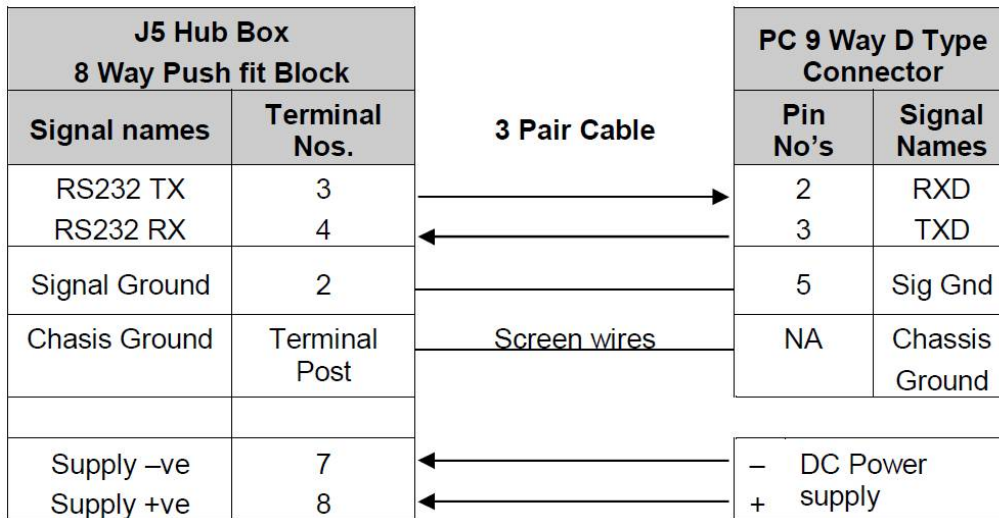 J5 Hub Box
8 Way Push fit Block
PC 9 Way D Type
Connector
Signal names
Terminal
Nos.
3 Pair Cable
Pin
No's
Signal
Names
RS232 TX 3 2 RXD
RS232 RX 4 3 TXD
Signal Ground 2 5 Sig Gnd
Chasis Ground Terminal Screen wires NA Chassis
Post Ground
Supply –ve 7 – DC Power
Supply +ve 8 + supply